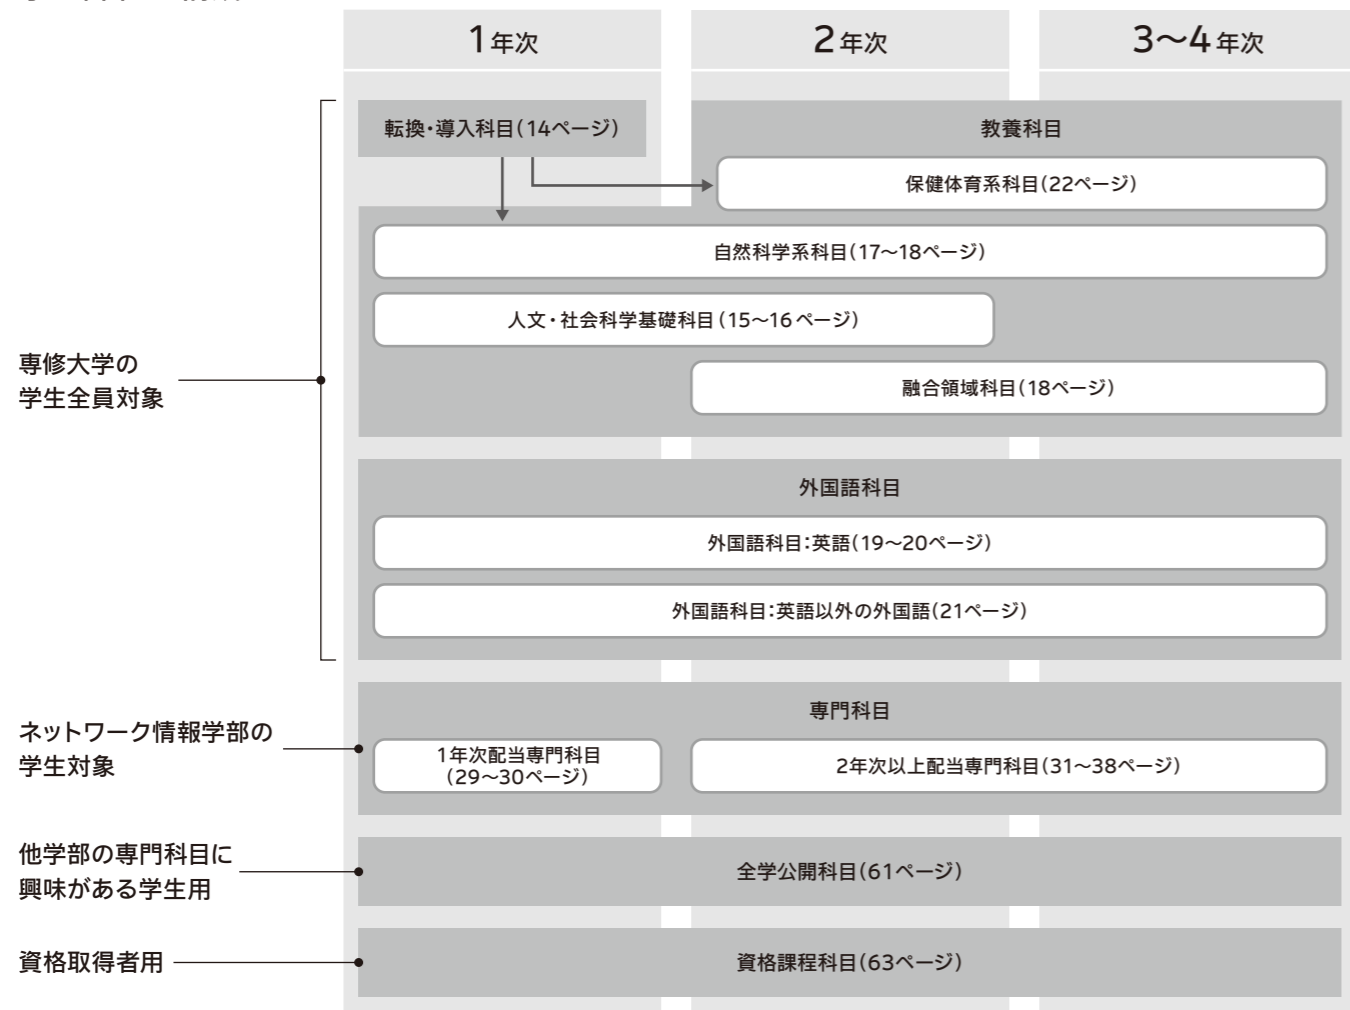 1年次
2年次
3〜4年次
転換・導入科目(14ページ)
教養科目
保健体育系科目(22ページ)
自然科学系科目(17〜18ページ)
人文・社会科学基礎科目(15〜16ページ)
融合領域科目(18ページ)
専修大学の
学生全員対象
外国語科目
外国語科目:英語(19〜20ページ)
外国語科目:英語以外の外国語(21ページ)
ネットワーク情報学部の
学生対象
専門科目
1年次配当専門科目
(29〜30ページ)
2年次以上配当専門科目(31〜38ページ)
他学部の専門科目に
興味がある学生用
全学公開科目(61ページ)
資格取得者用
資格課程科目(63ページ)